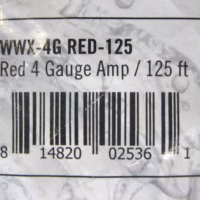 WWX-4G RED-125
Red 4 Gauge Amp / 125 ft
8 14820 02536 1